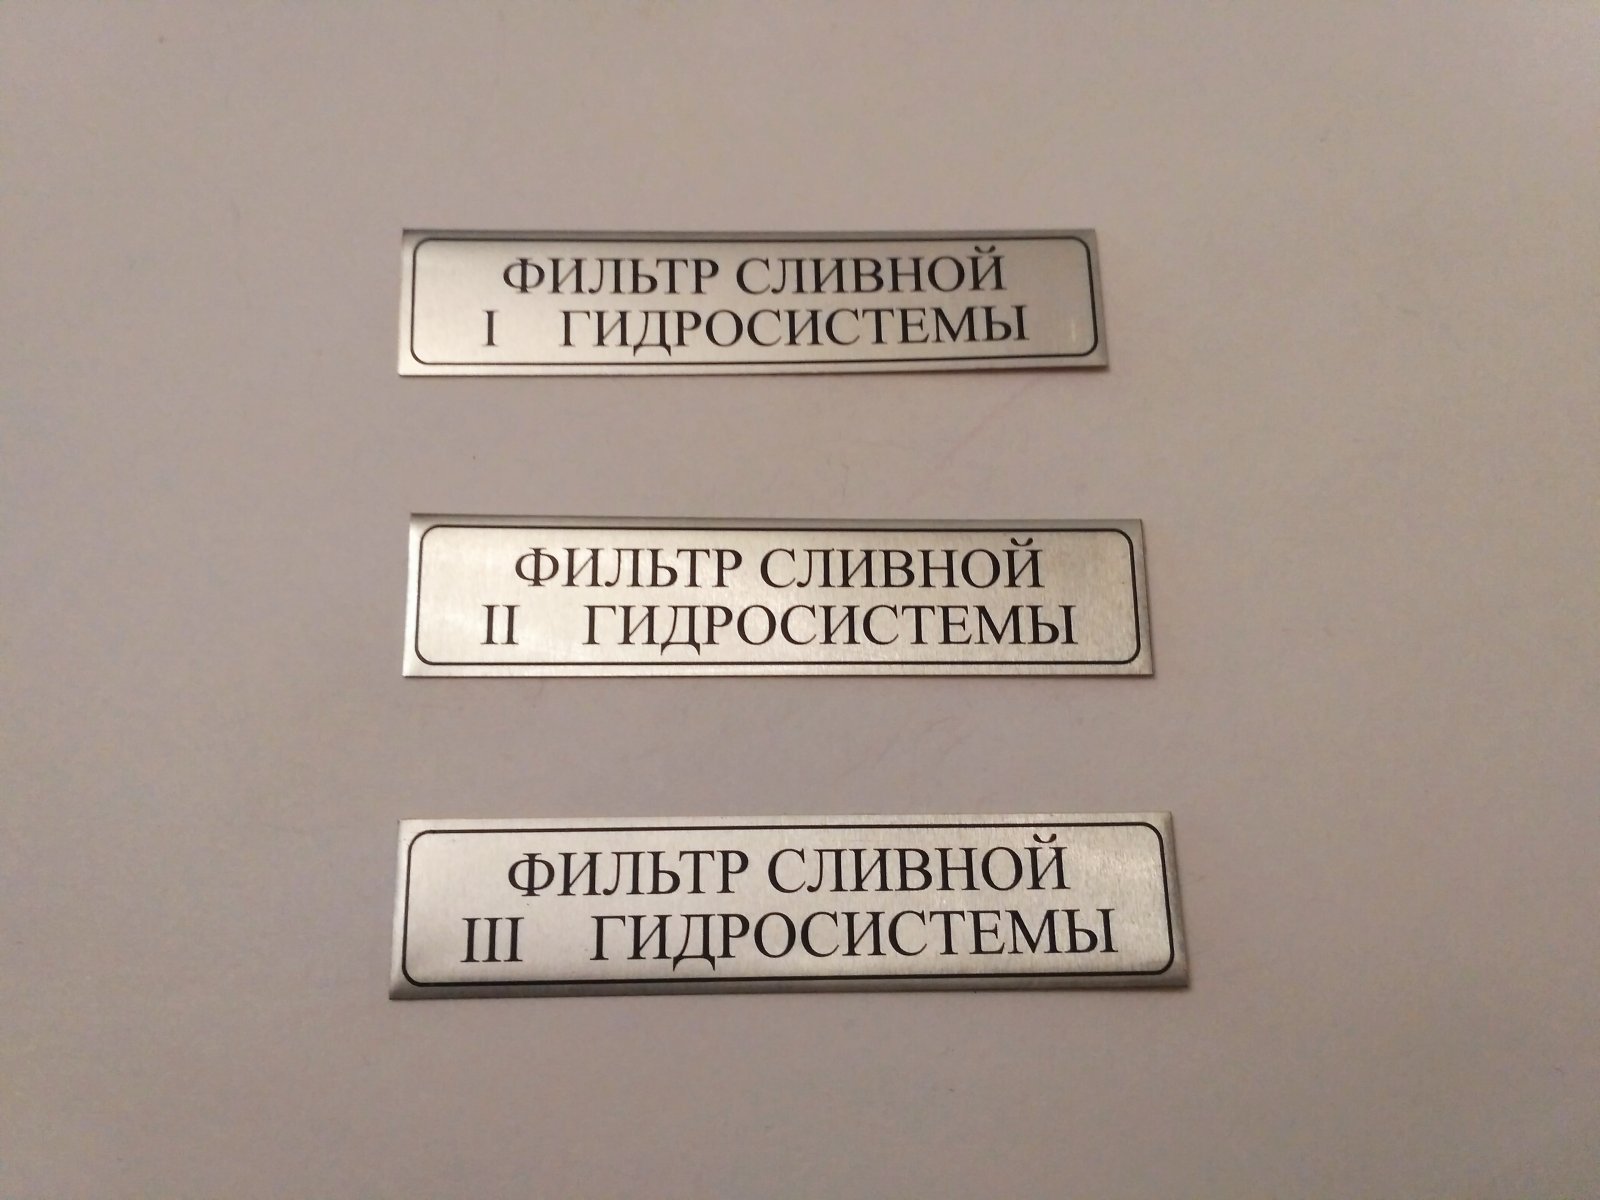 ФИЛЬТР СЛИВНОЙ
I ГИДРОСИСТЕМЫ
ФИЛЬТР СЛИВНОЙ
II ГИДРОСИСТЕМЫ
ФИЛЬТР СЛИВНОЙ
III ГИДРОСИСТЕМЫ